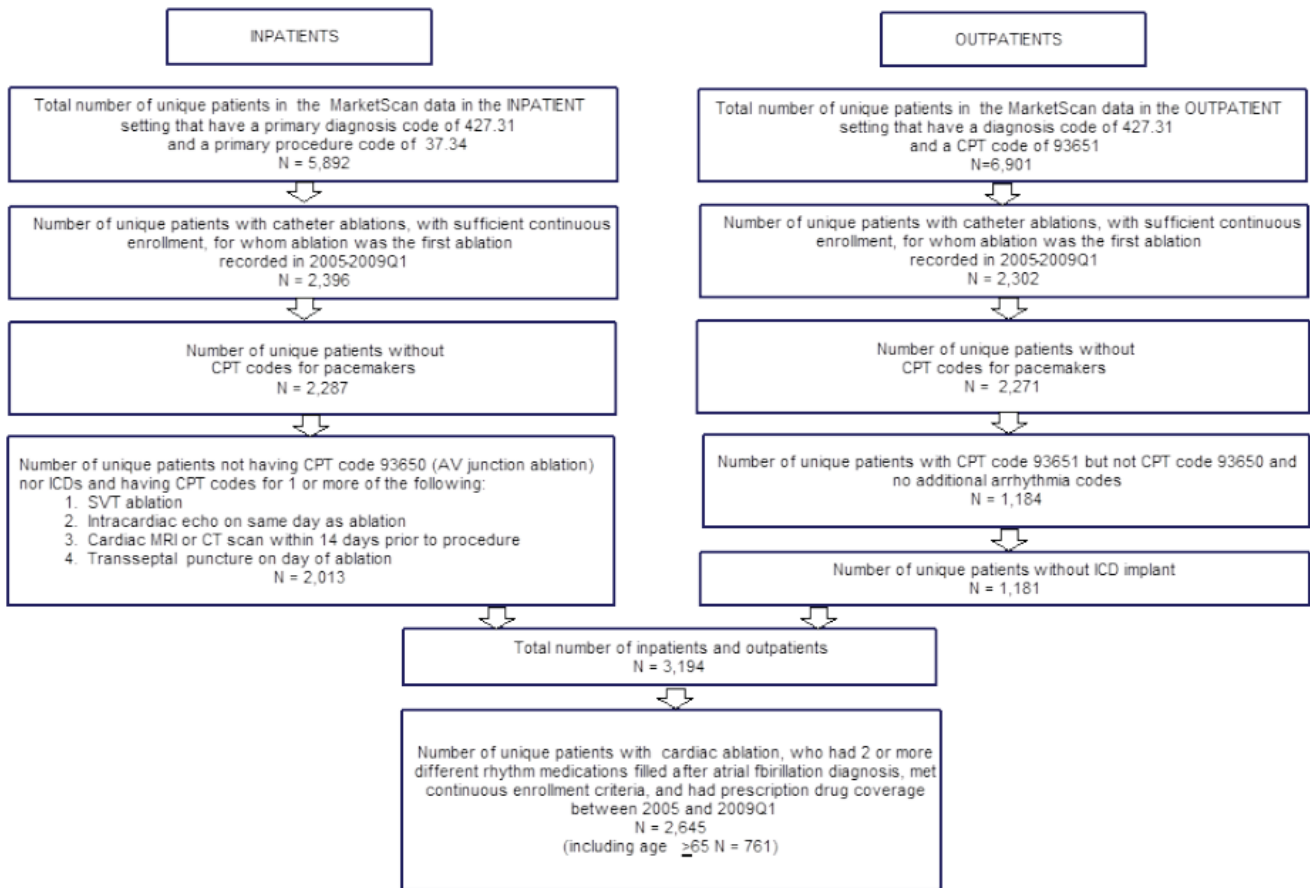 INPATIENTS
OUTPATIENTS
Total number of unique patients in the MarketScan data in the INPATIENT
setting that have a primary diagnosis code of 427.31
and a primary procedure code of 37.34
N = 5,892
Total number of unique patients in the MarketScan data in the OUTPATIENT
setting that have a diagnosis code of 427.31
and a CPT code of 93651
N=6,901
Number of unique patients with catheter ablations, with sufficient continuous
enrollment, for whom ablation was the first ablation
recorded in 2005-2009Q1
N = 2,396
Number of unique patients with catheter ablations, with sufficient continuous
enrollment, for whom ablation was the first ablation
recorded in 2005-2009Q1
N = 2,302
Number of unique patients without
CPT codes for pacemakers
N = 2,287
Number of unique patients without
CPT codes for pacemakers
N = 2,271
Number of unique patients not having CPT code 93650 (AV junction ablation)
nor ICDs and having CPT codes for 1 or more of the following:
1. SVT ablation
2. Intracardiac echo on same day as ablation
3. Cardiac MRI or CT scan within 14 days prior to procedure
4. Transseptal puncture on day of ablation
N = 2,013
Number of unique patients with CPT code 93651 but not CPT code 93650 and
no additional arrhythmia codes
N = 1,184
Number of unique patients without ICD implant
N = 1,181
Total number of inpatients and outpatients
N = 3,194
Number of unique patients with cardiac ablation, who had 2 or more
different rhythm medications filled after atrial fbirillation diagnosis, met
continuous enrollment criteria, and had prescription drug coverage
between 2005 and 2009Q1
N = 2,645
(including age ≥65 N = 761)